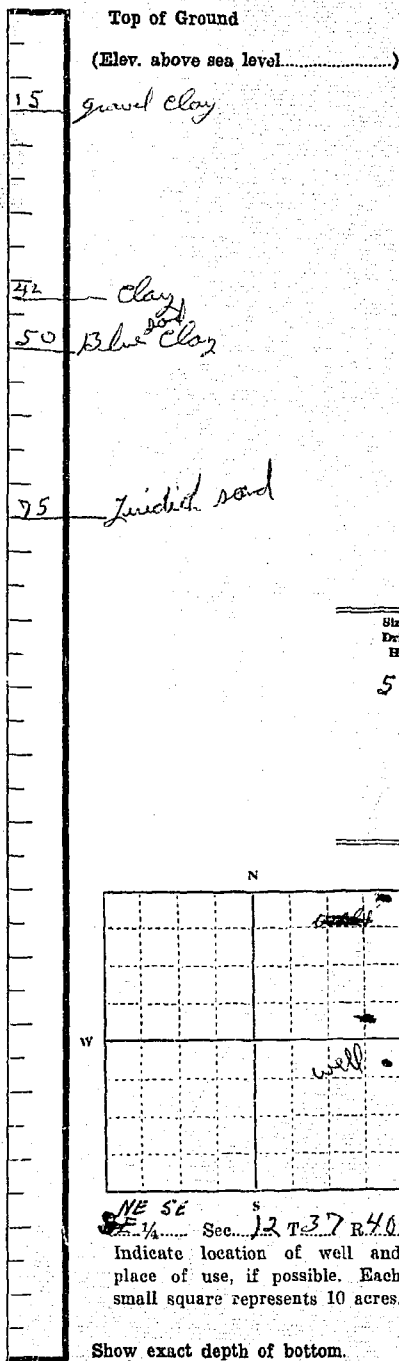 Top of Ground
(Elev. above sea level....................)
15 gravel clay
42 Clay
sand
50 Blue Clay
75 sand
5
N
W
well
NE SE
¼ Sec. 12 T 37 R 40
S
Indicate location of well and
place of use, if possible. Each
small square represents 10 acres.
Show exact depth of bottom.